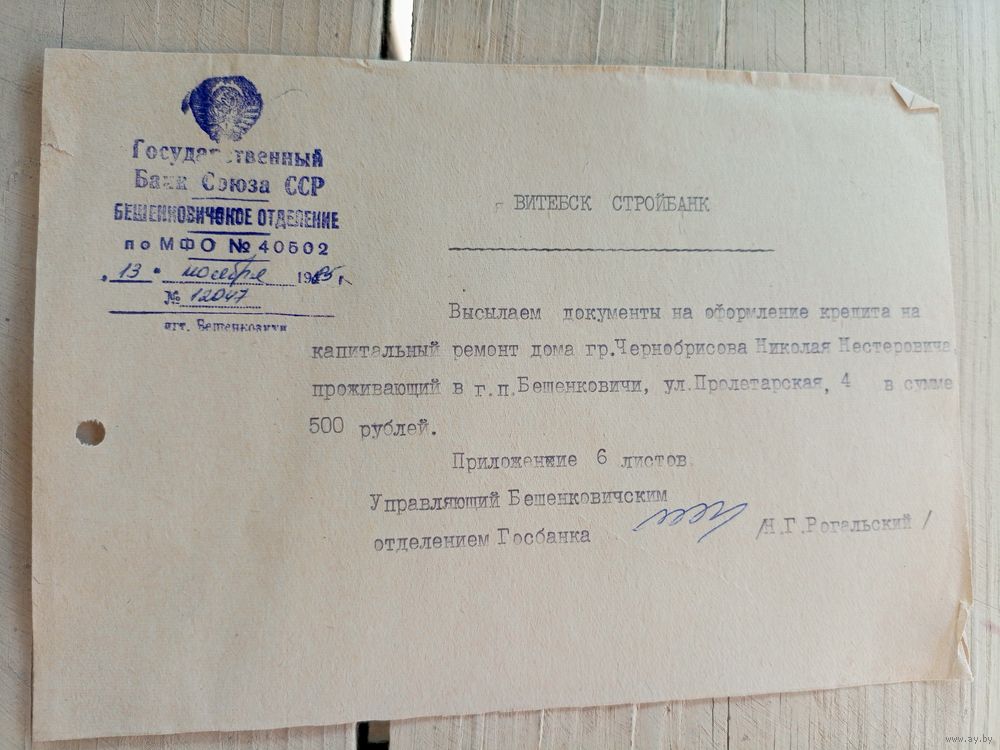 Государственный
Банк Союза ССР
БЕШЕНКОВИЧСКОЕ ОТДЕЛЕНИЕ
по МФО № 40502
"13" ноября 1985 г.
№ 12047
пгт. Бешенковичи
ВИТЕБСК СТРОЙБАНК
Высылаем документы на оформление кредита на
капитальный ремонт дома гр.Чернобрисова Николая Нестеровича,
проживающий в г.п.Бешенковичи, ул.Пролетарская, 4 в сумме
500 рублей.
Приложение 6 листов.
Управляющий Бешенковичским
отделением Госбанка /Н.Г.Рогальский/
www.ay.by